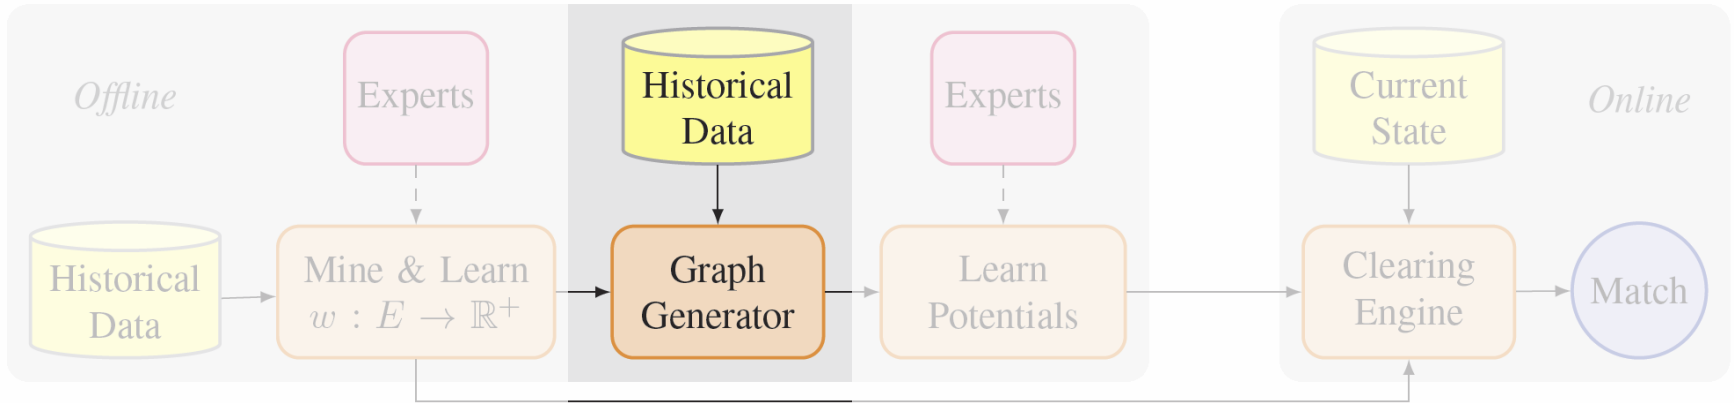 Offline
Experts
Historical
Data
Experts
Current
State
Online
Historical
Data
Mine & Learn
w : E → ℝ⁺
Graph
Generator
Learn
Potentials
Clearing
Engine
Match